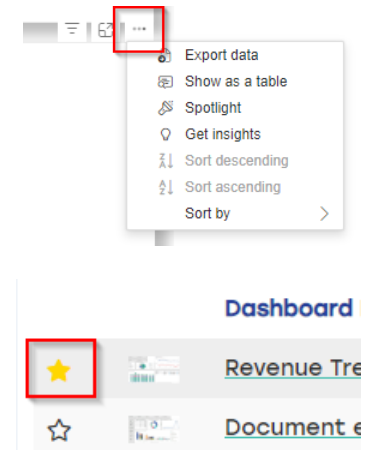 Export data
Show as a table
Spotlight
Get insights
Sort descending
Sort ascending
Sort by
Dashboard
Revenue Tre
Document e